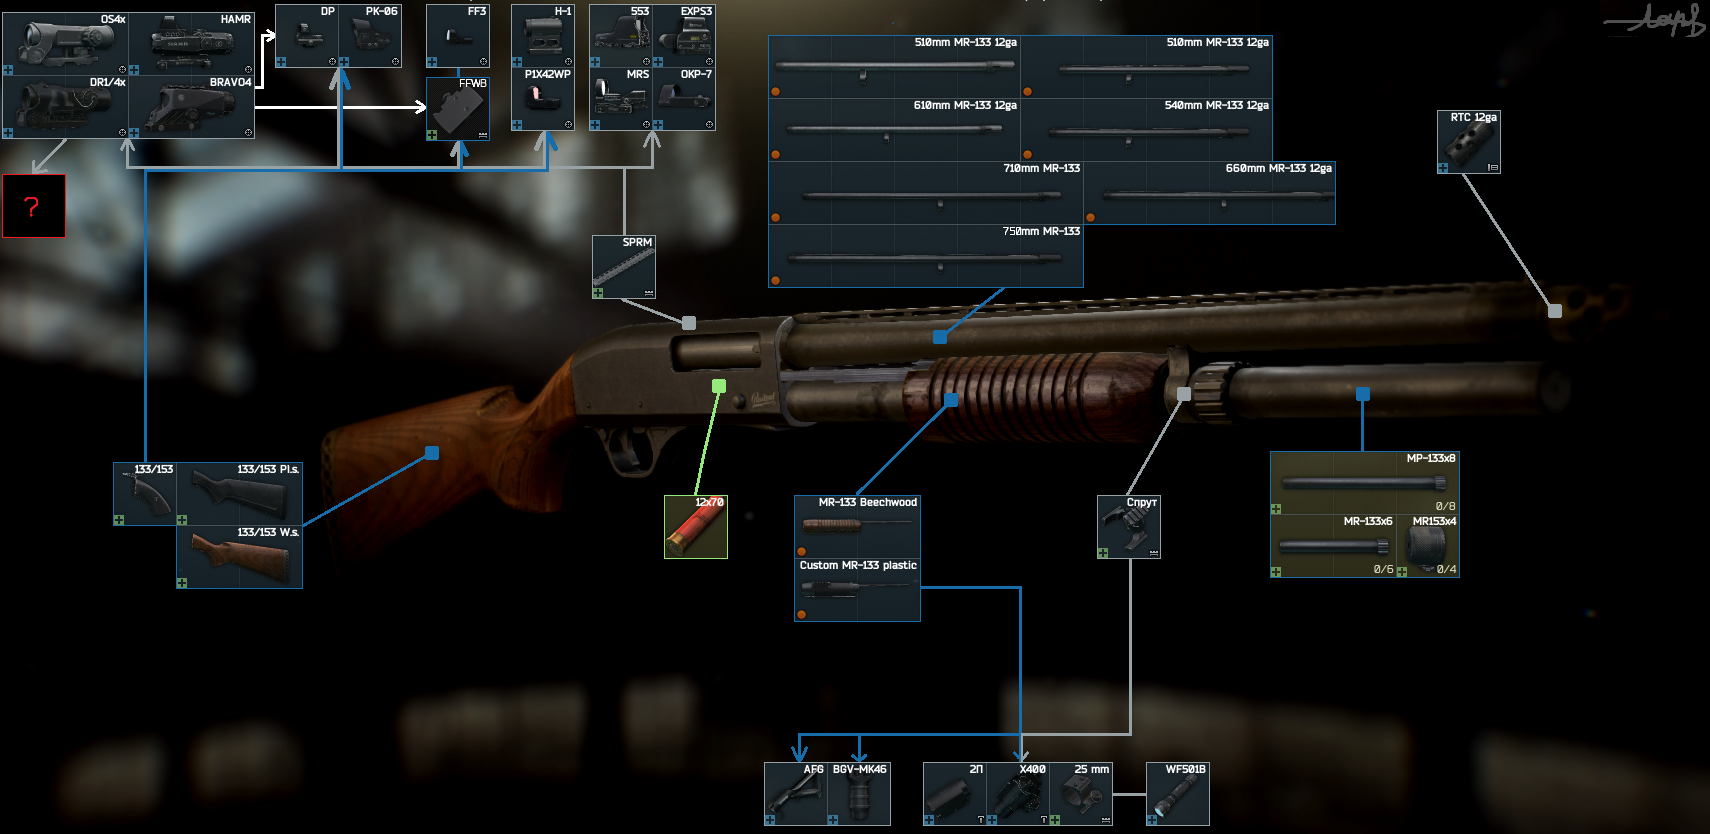 OS4x
HAMR
DR1/4x
BRAVO4
DP
PK-06
FF3
FFWB
H-1
P1X42WP
553
EXPS3
MRS
OKP-7
?
SPRM
510mm MR-133 12ga
510mm MR-133 12ga
610mm MR-133 12ga
540mm MR-133 12ga
710mm MR-133
660mm MR-133 12ga
750mm MR-133
RTC 12ga
133/153
133/153 Pl.s.
133/153 W.s.
12x70
MR-133 Beechwood
Custom MR-133 plastic
Спрут
MP-133x8
0/8
MR-133x6
0/6
MR153x4
0/4
AFG
BGV-MK46
2П
X400
25 mm
WF501B